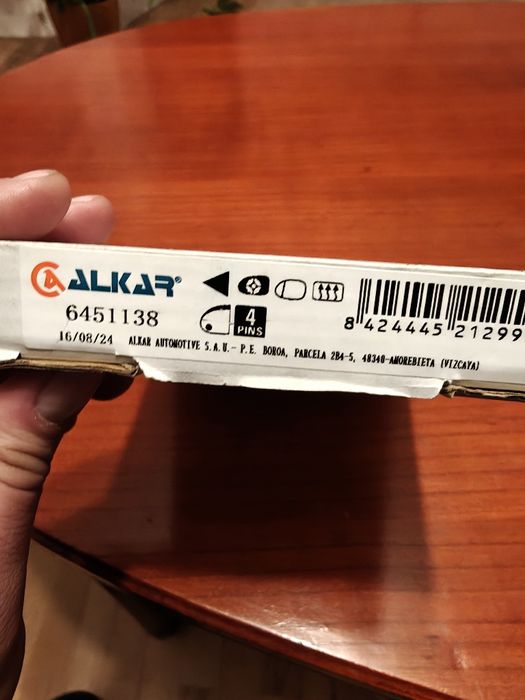 ALKAR®
6451138
4
PINS
8 424445 21299
16/08/24 ALKAR AUTOMOTIVE S.A.U.- P.E. BOROA, PARCELA 2B4-5, 48340-AMOREBIETA (VIZCAYA)